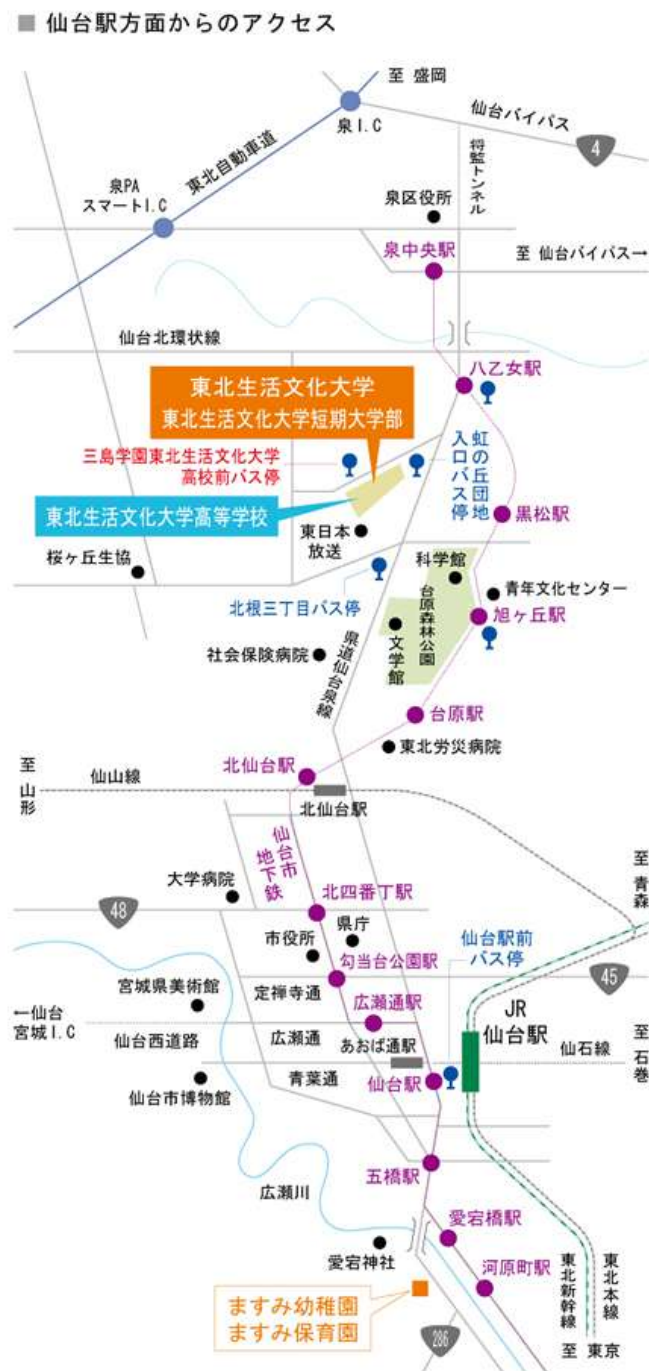 ■ 仙台駅方面からのアクセス
至 盛岡
仙台バイパス
4
泉I.C
東北自動車道
将監トンネル
泉PA
スマートI.C
泉区役所
泉中央駅
至 仙台バイパス→
仙台北環状線
八乙女駅
東北生活文化大学
東北生活文化大学短期大学部
三島学園東北生活文化大学
高校前バス停
虹の丘団地
入口バス停
東北生活文化大学高等学校
黒松駅
東日本
放送
桜ヶ丘生協
科学館
青年文化センター
北根三丁目バス停
台原森林公園
旭ヶ丘駅
文学館
県道仙台泉線
社会保険病院
台原駅
東北労災病院
北仙台駅
至 山形
仙山線
北仙台駅
仙台市
地下鉄
至 青森
大学病院
北四番丁駅
48
県庁
市役所
仙台駅前
バス停
勾当台公園駅
45
宮城県美術館
定禅寺通
広瀬通駅
←仙台
宮城I.C
JR
仙台駅
仙台西道路
広瀬通
あおば通駅
仙石線
至 石巻
青葉通
仙台駅
仙台市博物館
五橋駅
広瀬川
愛宕橋駅
愛宕神社
河原町駅
東北新幹線
東北本線
ますみ幼稚園
ますみ保育園
286
至 東京